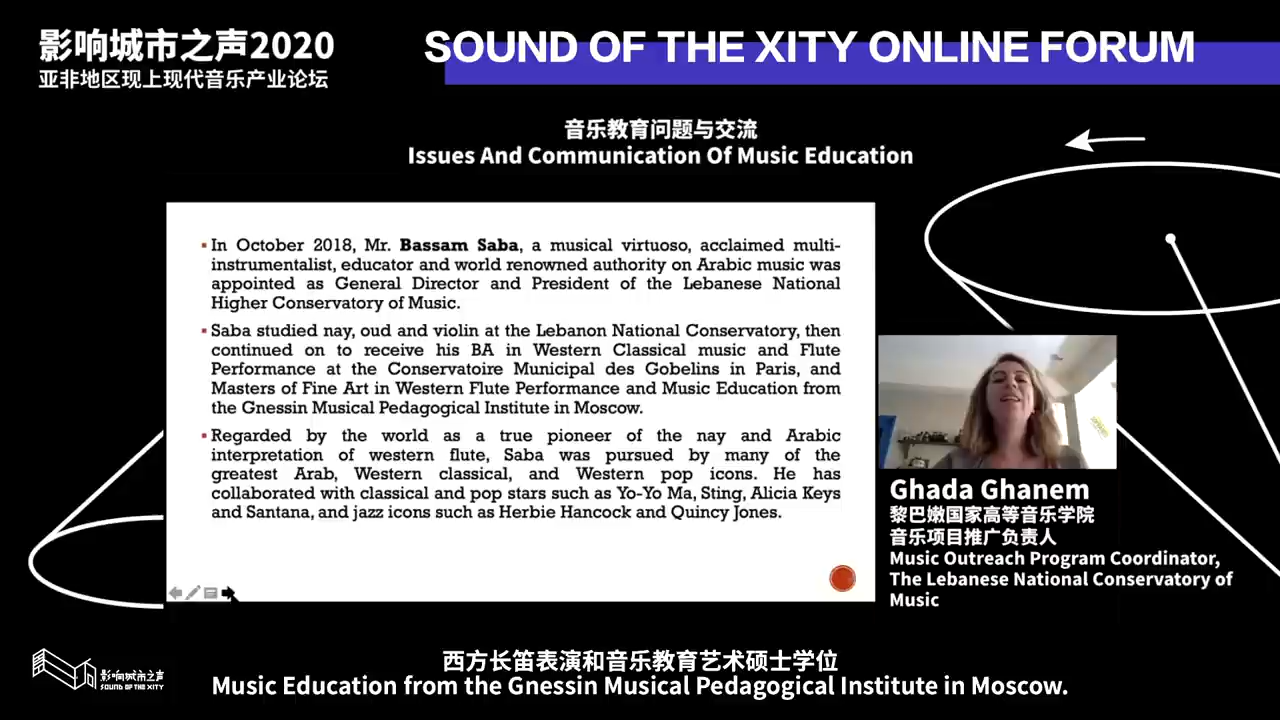 影响城市之声2020
亚非地区现上现代音乐产业论坛
SOUND OF THE XITY ONLINE FORUM
音乐教育问题与交流
Issues And Communication Of Music Education
In October 2018, Mr. Bassam Saba, a musical virtuoso, acclaimed multi-
instrumentalist, educator and world renowned authority on Arabic music was
appointed as General Director and President of the Lebanese National
Higher Conservatory of Music.
Saba studied nay, oud and violin at the Lebanon National Conservatory, then
continued on to receive his BA in Western Classical music and Flute
Performance at the Conservatoire Municipal des Gobelins in Paris, and
Masters of Fine Art in Western Flute Performance and Music Education from
the Gnessin Musical Pedagogical Institute in Moscow.
Regarded by the world as a true pioneer of the nay and Arabic
interpretation of western flute, Saba was pursued by many of the
greatest Arab, Western classical, and Western pop icons. He has
collaborated with classical and pop stars such as Yo-Yo Ma, Sting, Alicia Keys
and Santana, and jazz icons such as Herbie Hancock and Quincy Jones.
Ghada Ghanem
黎巴嫩国家高等音乐学院
音乐项目推广负责人
Music Outreach Program Coordinator,
The Lebanese National Conservatory of
Music
影响城市之声
SOUND OF THE XITY
西方长笛表演和音乐教育艺术硕士学位
Music Education from the Gnessin Musical Pedagogical Institute in Moscow.